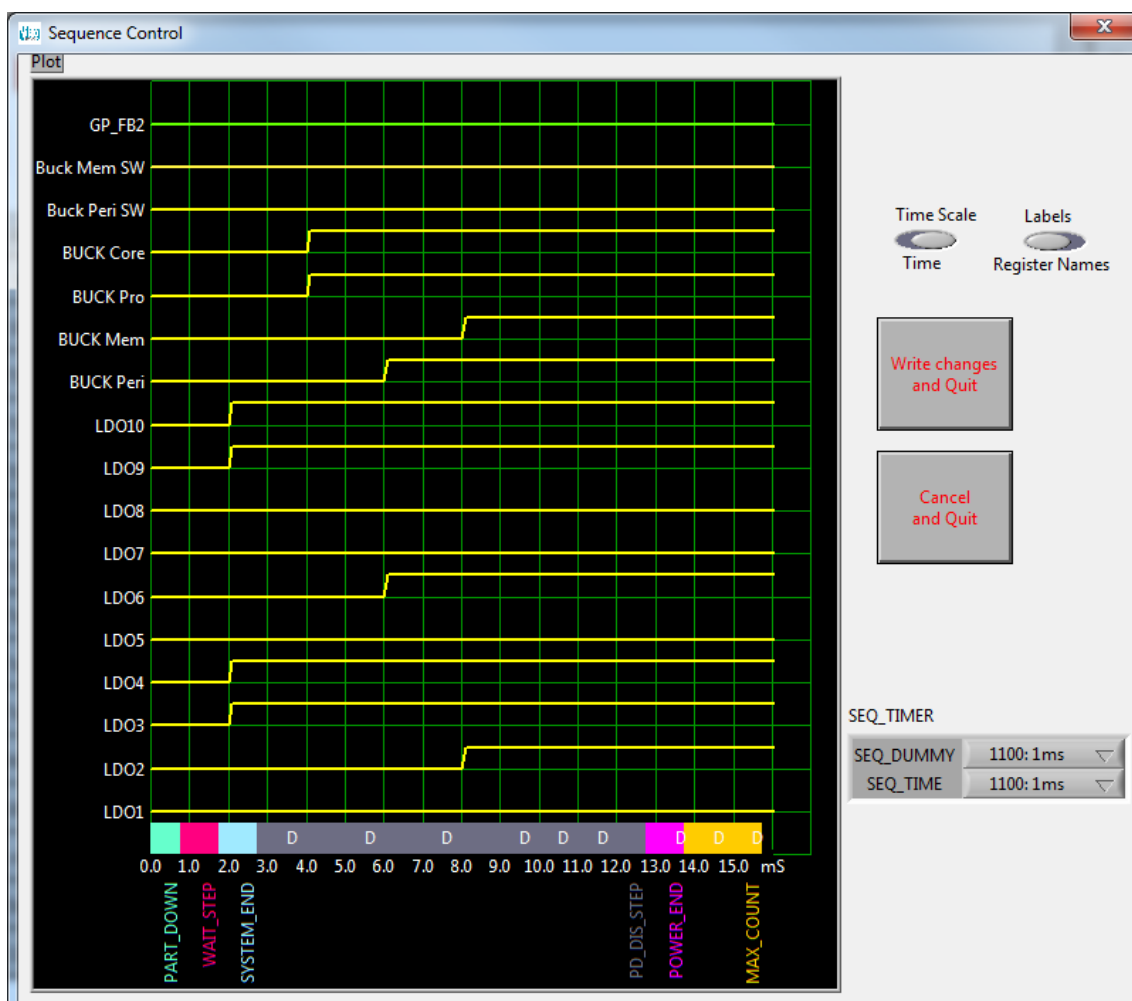 Sequence Control
Plot
GP_FB2
Buck Mem SW
Buck Peri SW
BUCK Core
BUCK Pro
BUCK Mem
BUCK Peri
LDO10
LDO9
LDO8
LDO7
LDO6
LDO5
LDO4
LDO3
LDO2
LDO1
D D D D D D D D D
0.0 1.0 2.0 3.0 4.0 5.0 6.0 7.0 8.0 9.0 10.0 11.0 12.0 13.0 14.0 15.0 mS
PART_DOWN
WAIT_STEP
SYSTEM_END
PD_DIS_STEP
POWER_END
MAX_COUNT
Time Scale
Time
Labels
Register Names
Write changes
and Quit
Cancel
and Quit
SEQ_TIMER
SEQ_DUMMY 1100: 1ms
SEQ_TIME 1100: 1ms